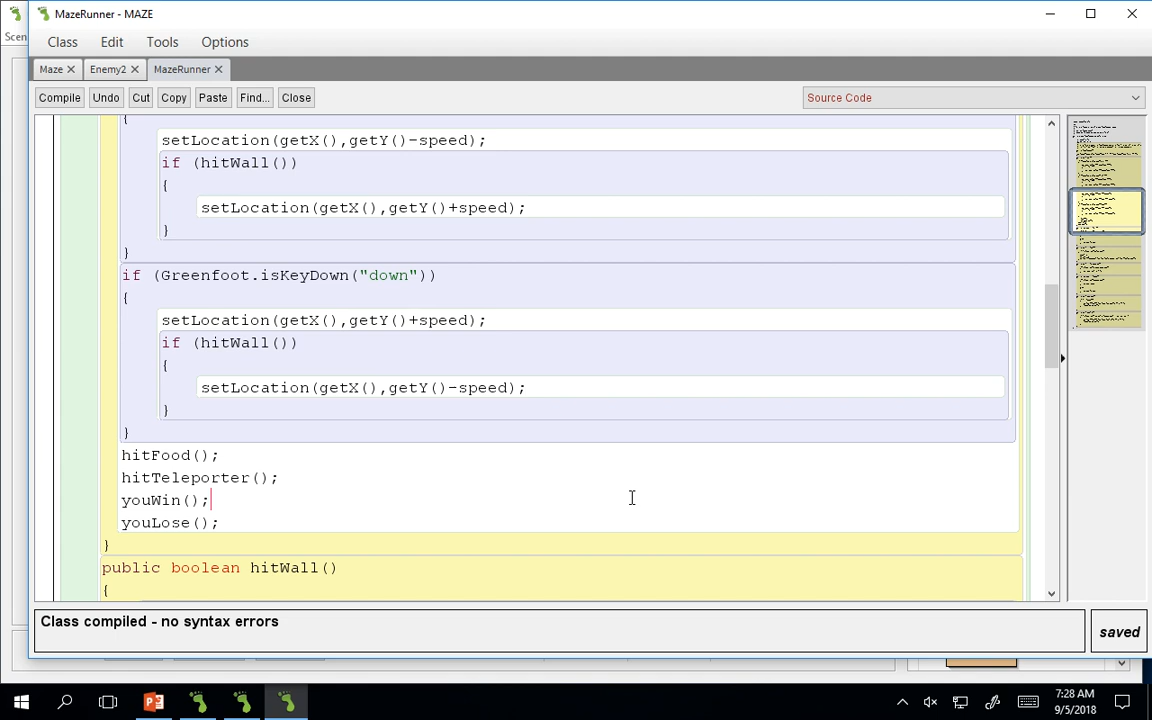 MazeRunner - MAZE
Scen
Class Edit Tools Options
Maze Enemy2 MazeRunner
Compile Undo Cut Copy Paste Find... Close Source Code
{
setLocation(getX(),getY()-speed);
if (hitWall())
{
setLocation(getX(),getY()+speed);
}
}
if (Greenfoot.isKeyDown("down"))
{
setLocation(getX(),getY()+speed);
if (hitWall())
{
setLocation(getX(),getY()-speed);
}
}
hitFood();
hitTeleporter();
youWin();
youLose();
}
public boolean hitWall()
{
Class compiled - no syntax errors
saved
7:28 AM
9/5/2018